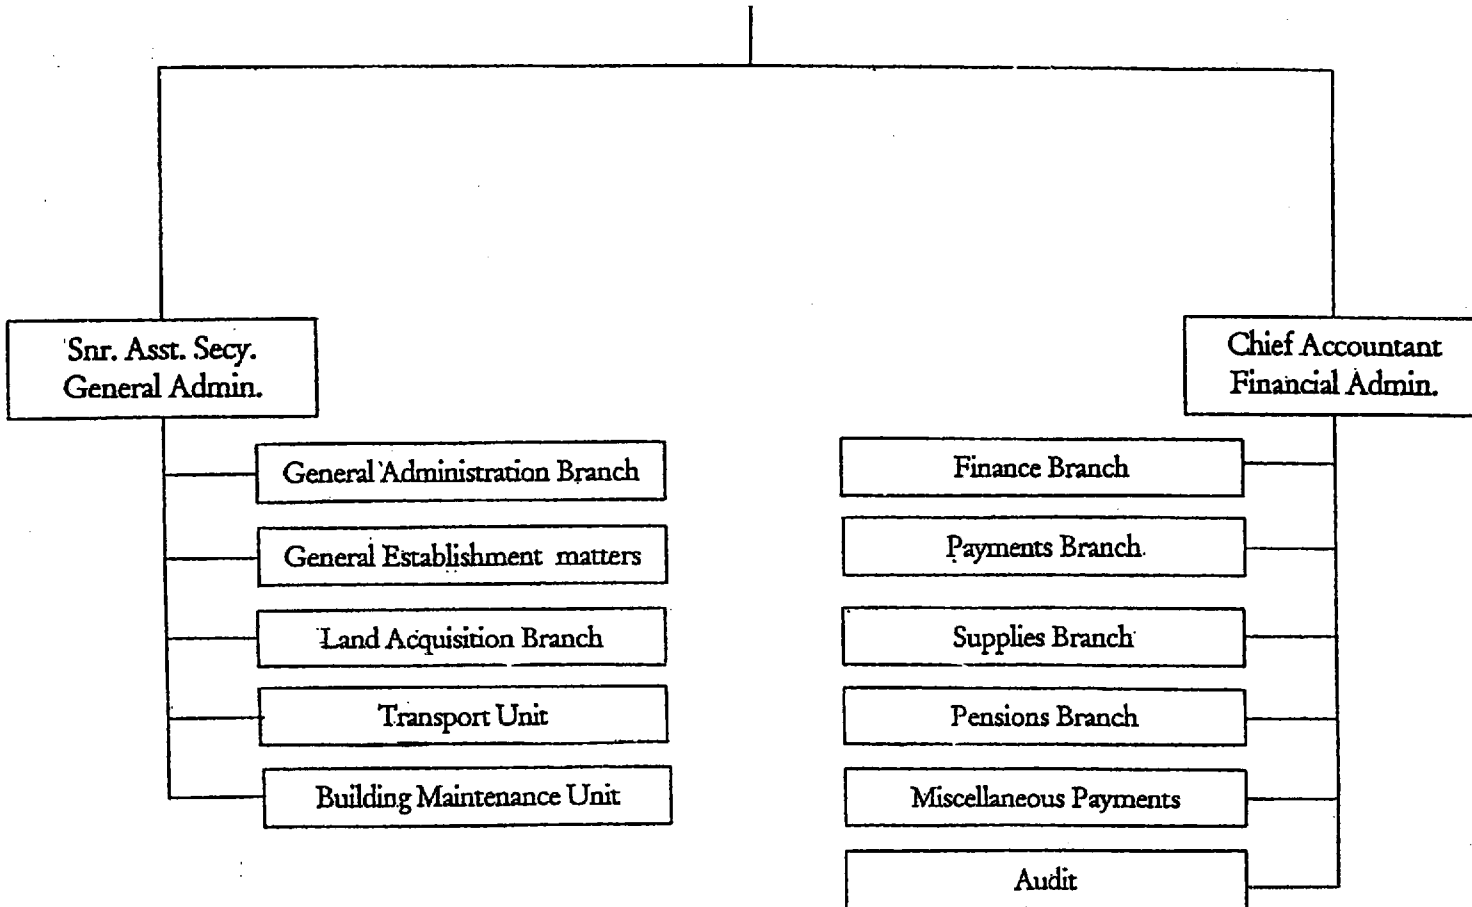 Snr. Asst. Secy.
General Admin.
General Administration Branch
General Establishment matters
Land Acquisition Branch
Transport Unit
Building Maintenance Unit
Chief Accountant
Financial Admin.
Finance Branch
Payments Branch
Supplies Branch
Pensions Branch
Miscellaneous Payments
Audit